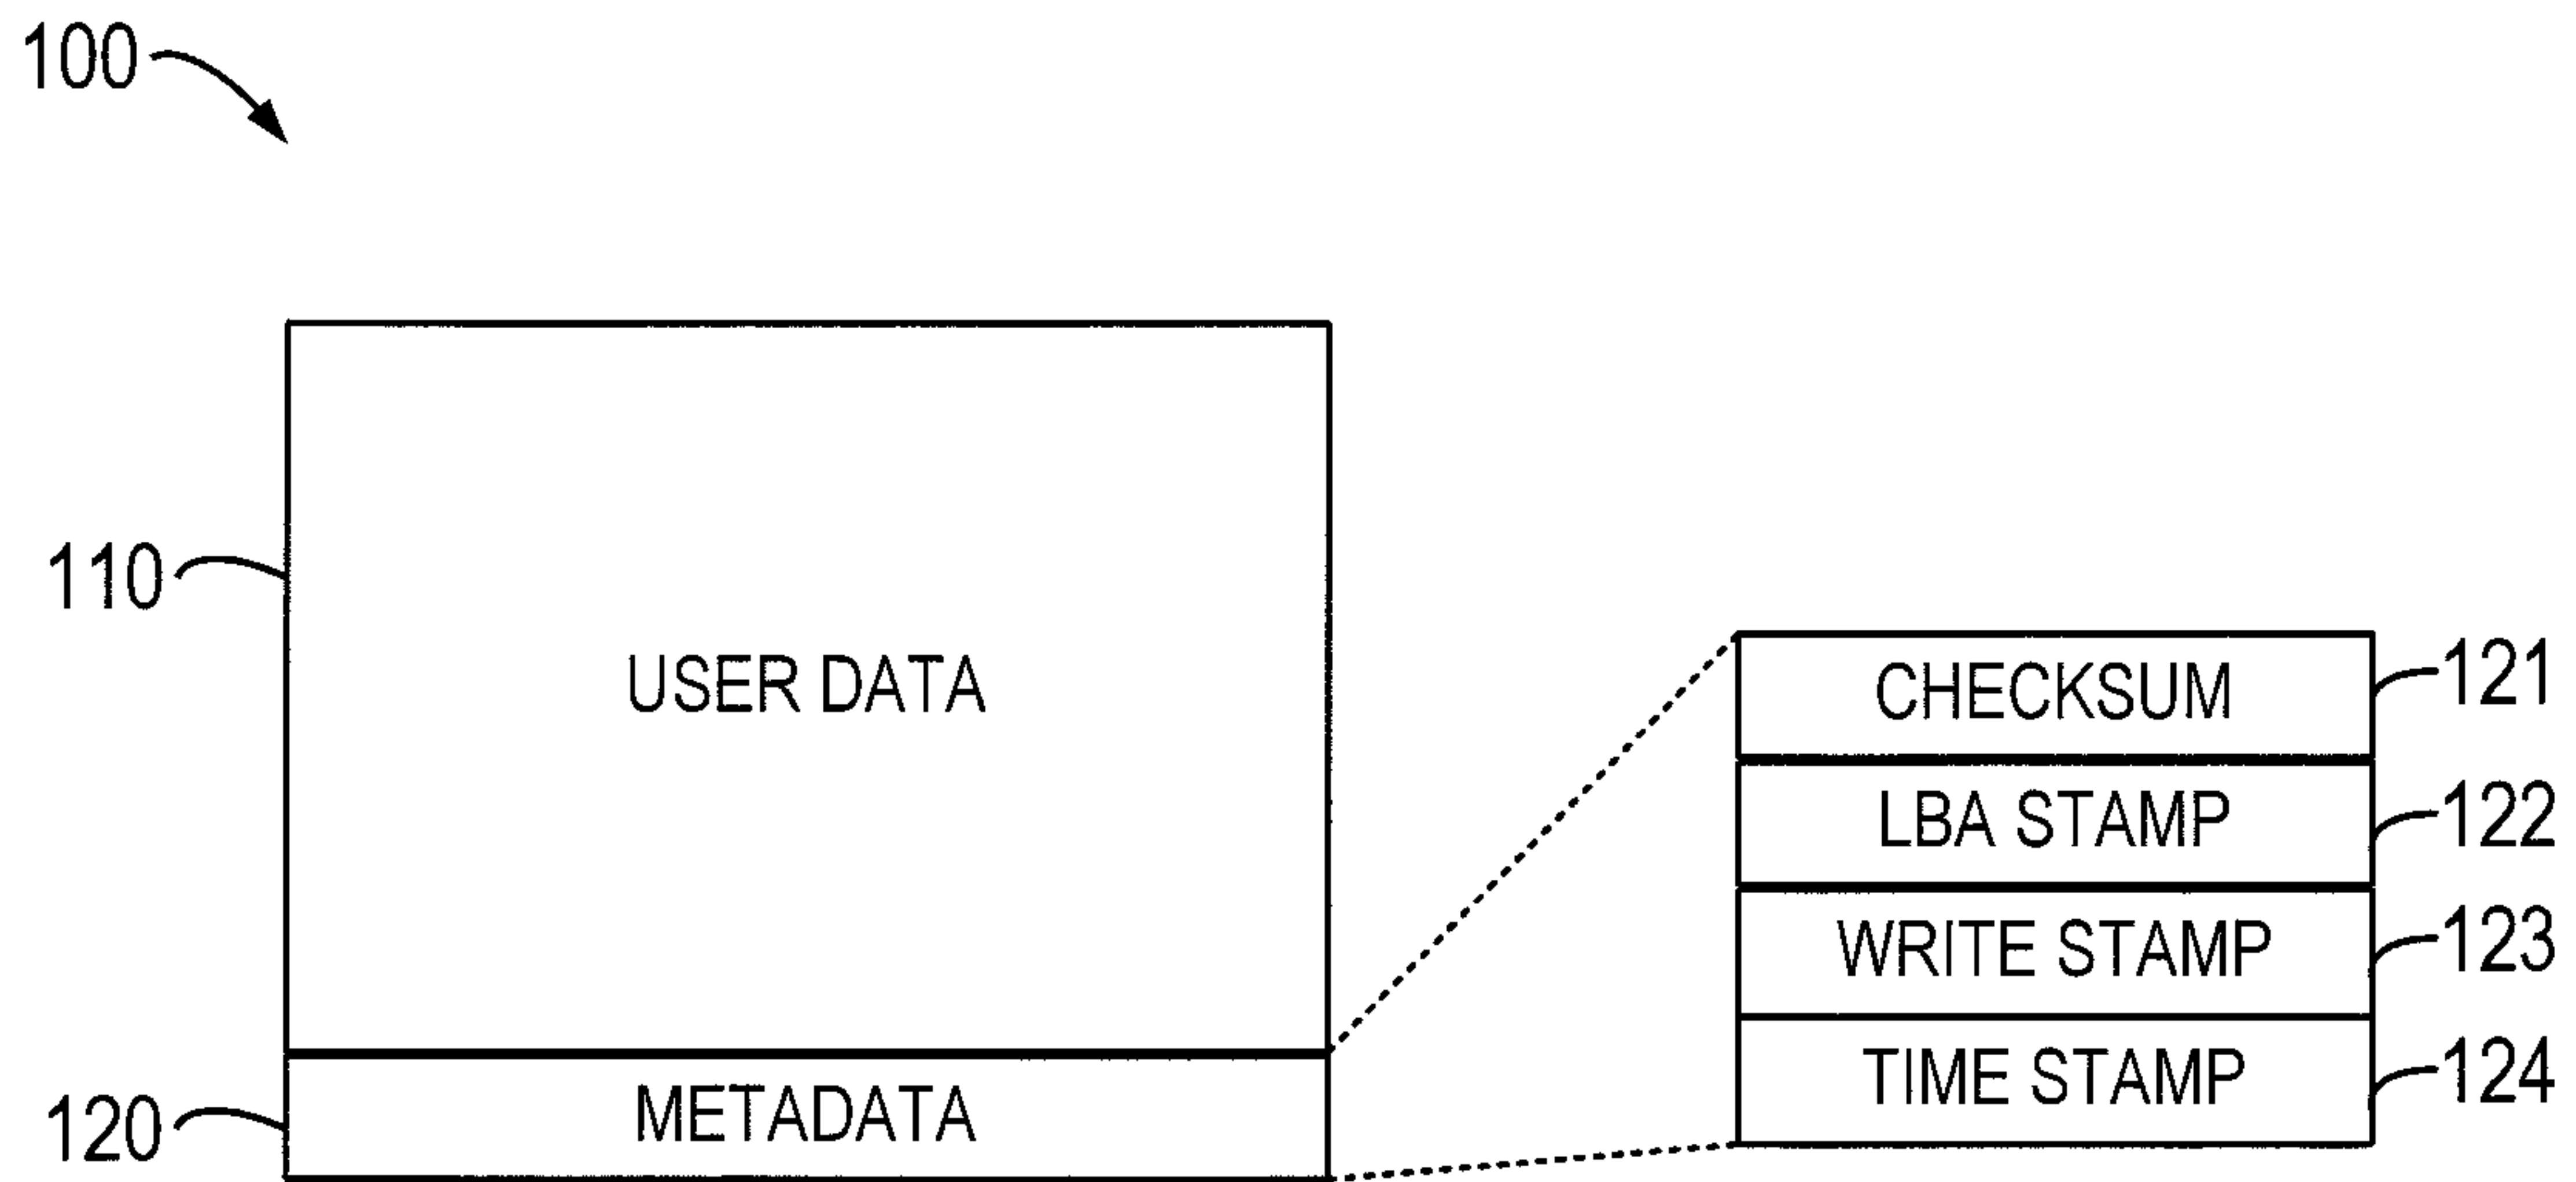 100
110
USER DATA
CHECKSUM
121
LBA STAMP
122
WRITE STAMP
123
TIME STAMP
124
120
METADATA